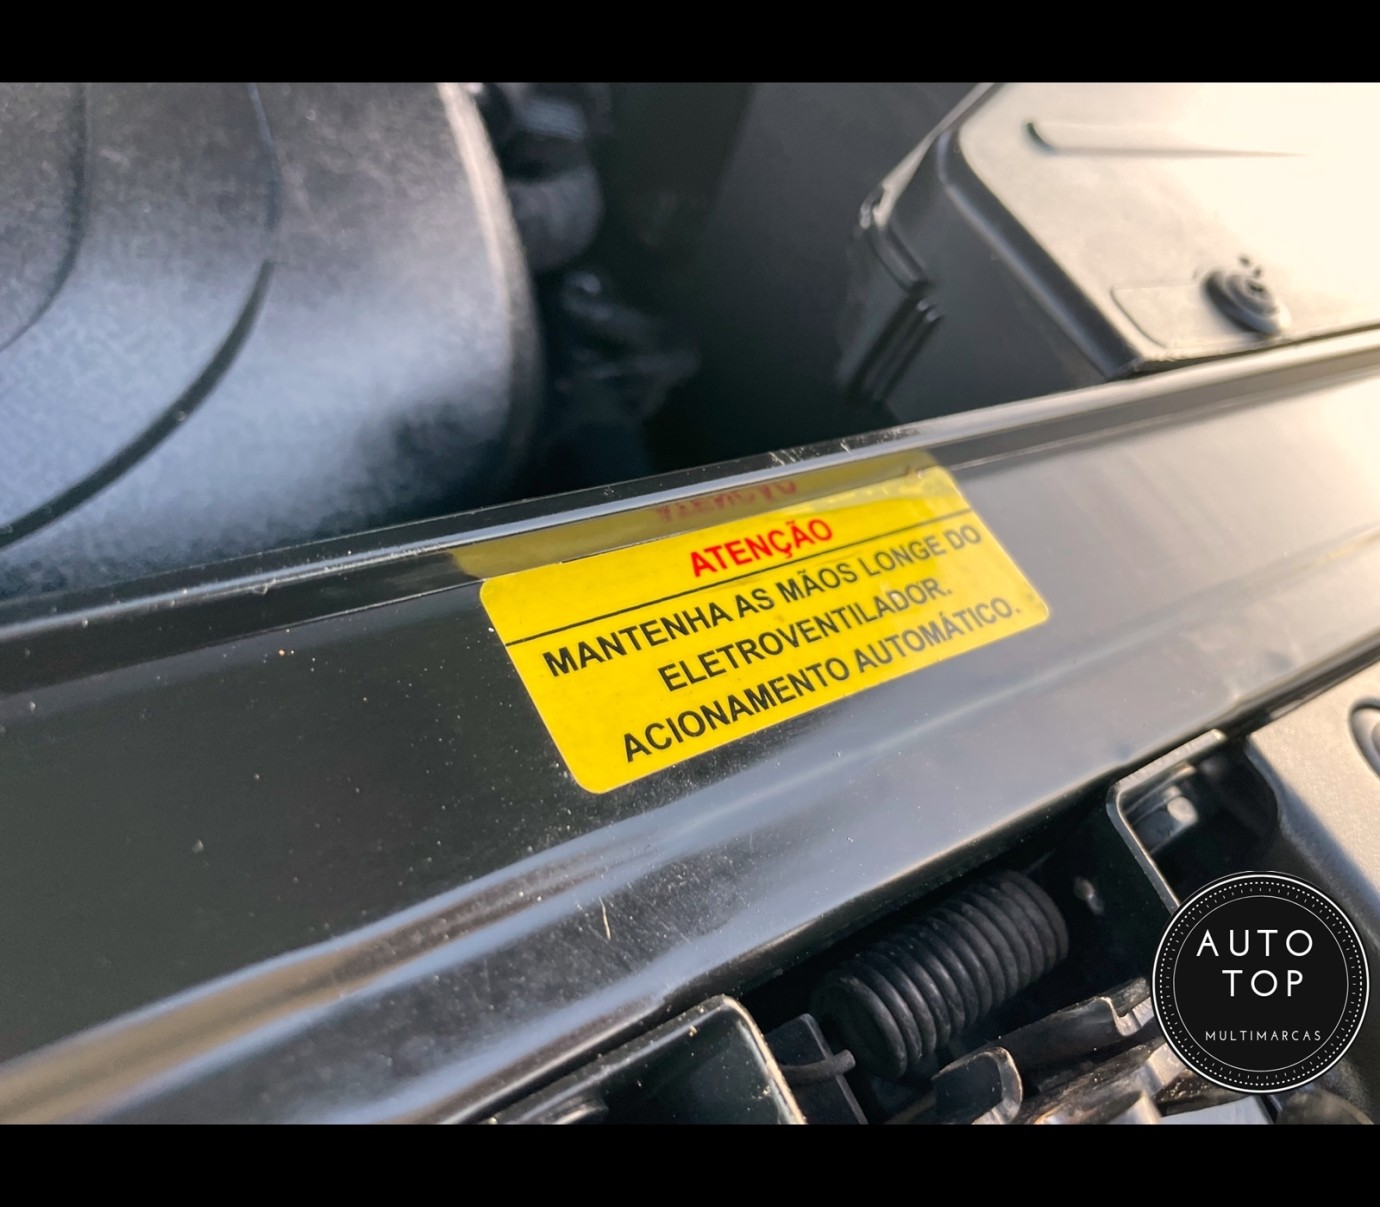 ATENÇÃO
MANTENHA AS MÃOS LONGE DO
ELETROVENTILADOR.
ACIONAMENTO AUTOMÁTICO.
AUTO
TOP
MULTIMARCAS